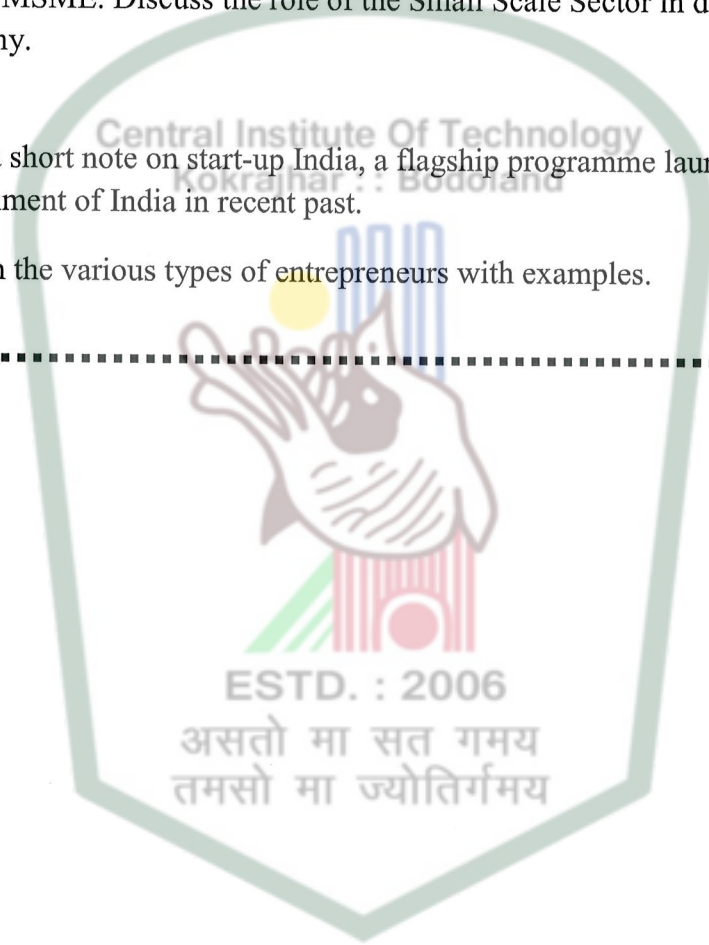 MSME. Discuss the role of the Small Scale Sector in d
ny.
Central Institute Of Technology
Kokrajhar : : Bodoland
short note on start-up India, a flagship programme laun
nment of India in recent past.
n the various types of entrepreneurs with examples.
ESTD. : 2006
असतो मा सत गमय
तमसो मा ज्योतिर्गमय